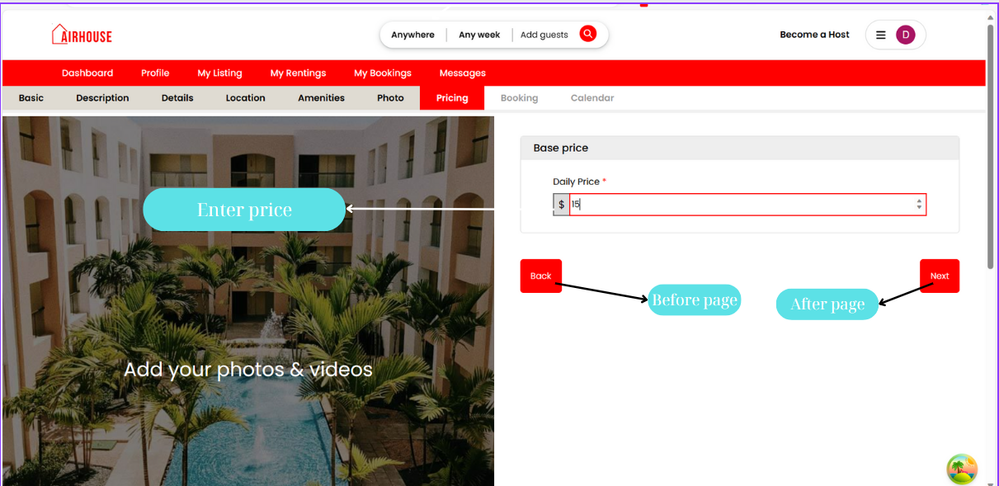 AIRHOUSE
Anywhere Any week Add guests
Become a Host
D
Dashboard Profile My Listing My Rentings My Bookings Messages
Basic Description Details Location Amenities Photo Pricing Booking Calendar
Base price
Daily Price *
$ 15
Enter price
Back
Next
Before page
After page
Add your photos & videos